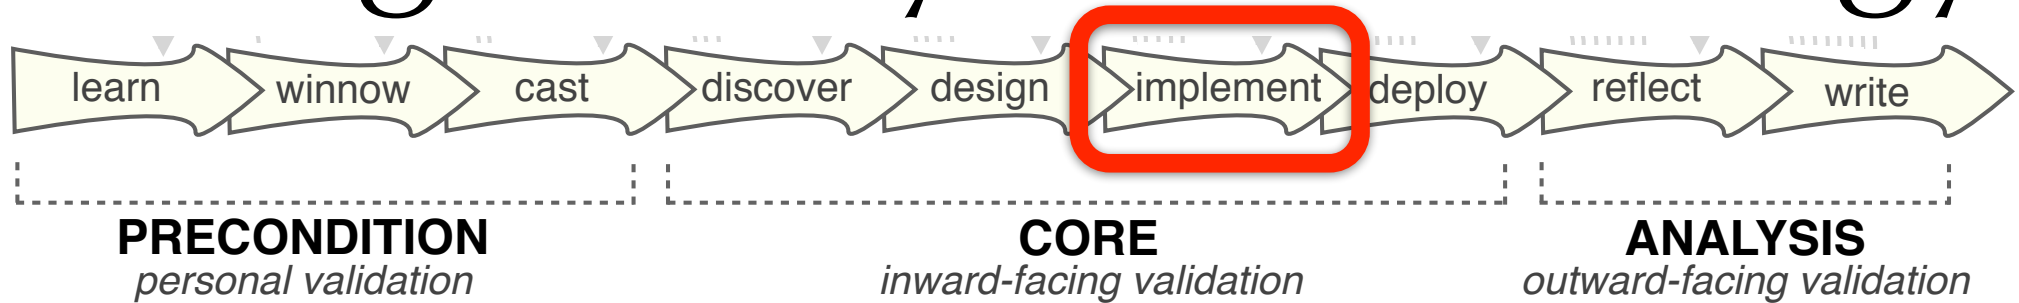 learn winnow cast discover design implement deploy reflect write
PRECONDITION CORE ANALYSIS
personal validation inward-facing validation outward-facing validation